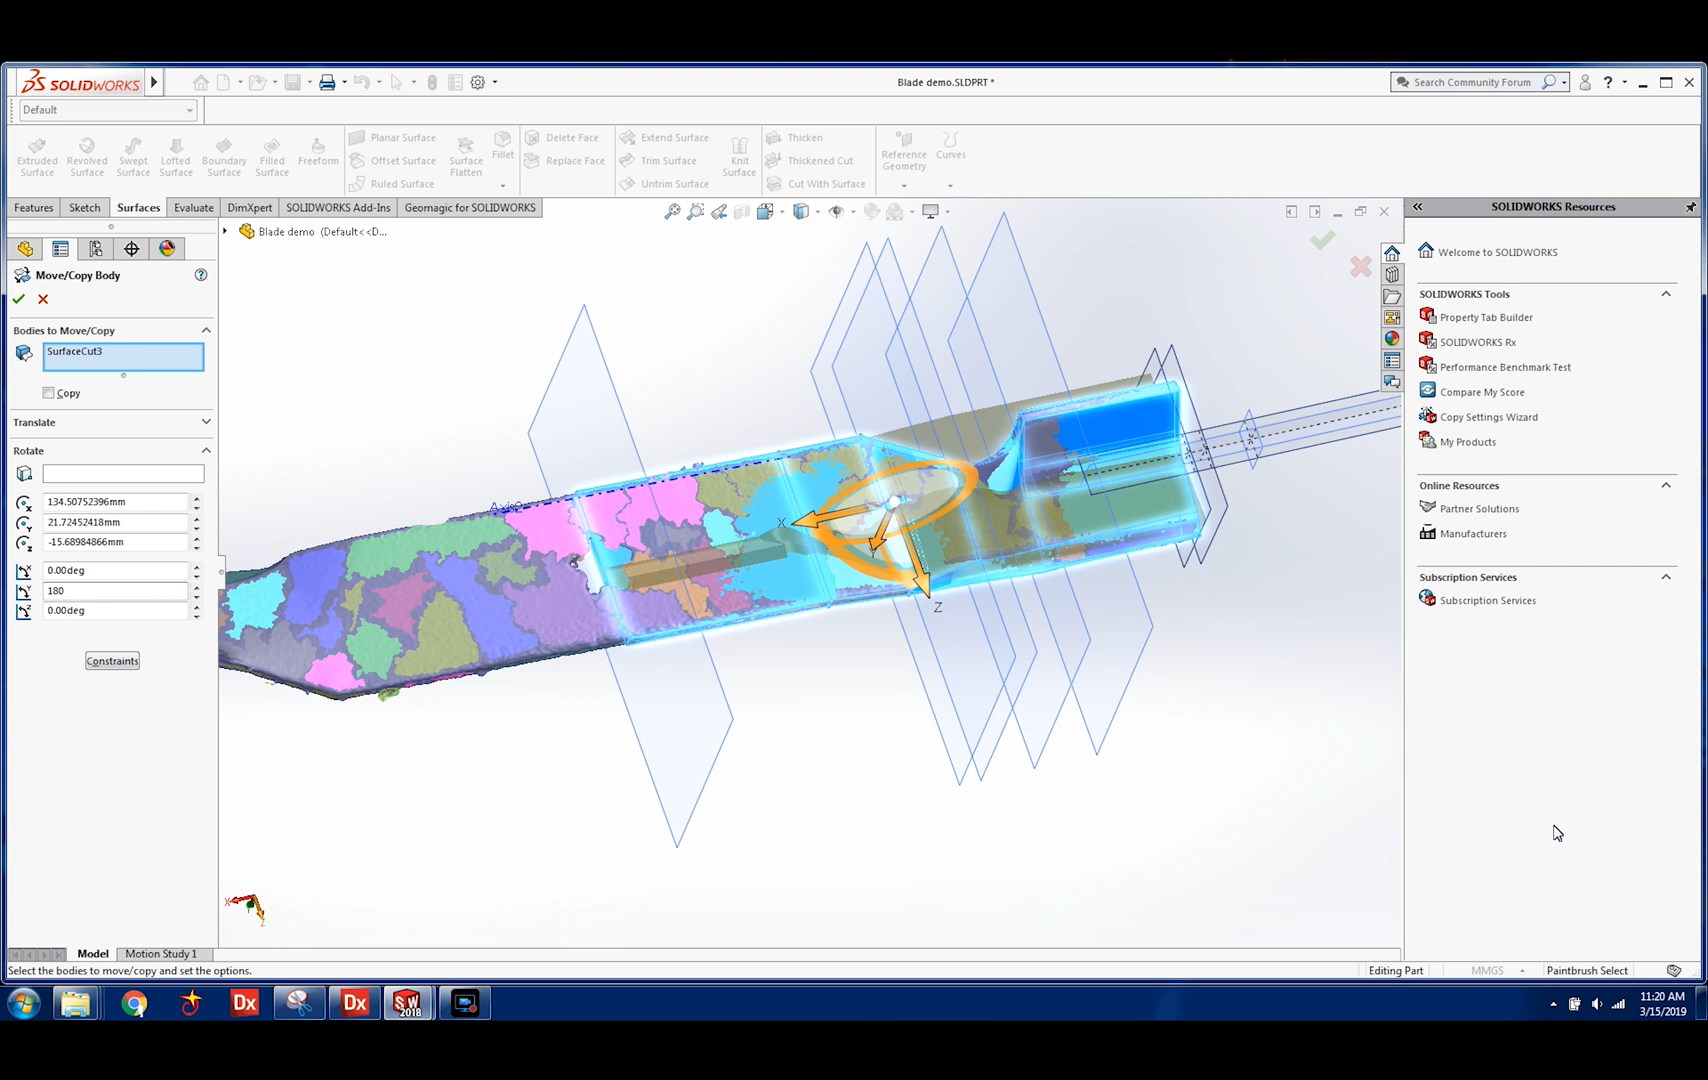 SOLIDWORKS
Blade demo.SLDPRT *
Search Community Forum
?
Default
Extruded Surface
Revolved Surface
Swept Surface
Lofted Surface
Boundary Surface
Filled Surface
Freeform
Planar Surface
Offset Surface
Ruled Surface
Surface Flatten
Fillet
Delete Face
Replace Face
Extend Surface
Trim Surface
Untrim Surface
Knit Surface
Thicken
Thickened Cut
Cut With Surface
Reference Geometry
Curves
Features
Sketch
Surfaces
Evaluate
DimXpert
SOLIDWORKS Add-Ins
Geomagic for SOLIDWORKS
SOLIDWORKS Resources
Blade demo (Default<<D...
Move/Copy Body
Bodies to Move/Copy
SurfaceCut3
Copy
Translate
Rotate
134.50752396mm
21.72452418mm
-15.68984866mm
0.00deg
180
0.00deg
Constraints
X
Y
Z
X
Z
Welcome to SOLIDWORKS
SOLIDWORKS Tools
Property Tab Builder
SOLIDWORKS Rx
Performance Benchmark Test
Compare My Score
Copy Settings Wizard
My Products
Online Resources
Partner Solutions
Manufacturers
Subscription Services
Subscription Services
Model
Motion Study 1
Select the bodies to move/copy and set the options.
Editing Part
MMGS
Paintbrush Select
Dx
Dx
SW
2018
11:20 AM
3/15/2019